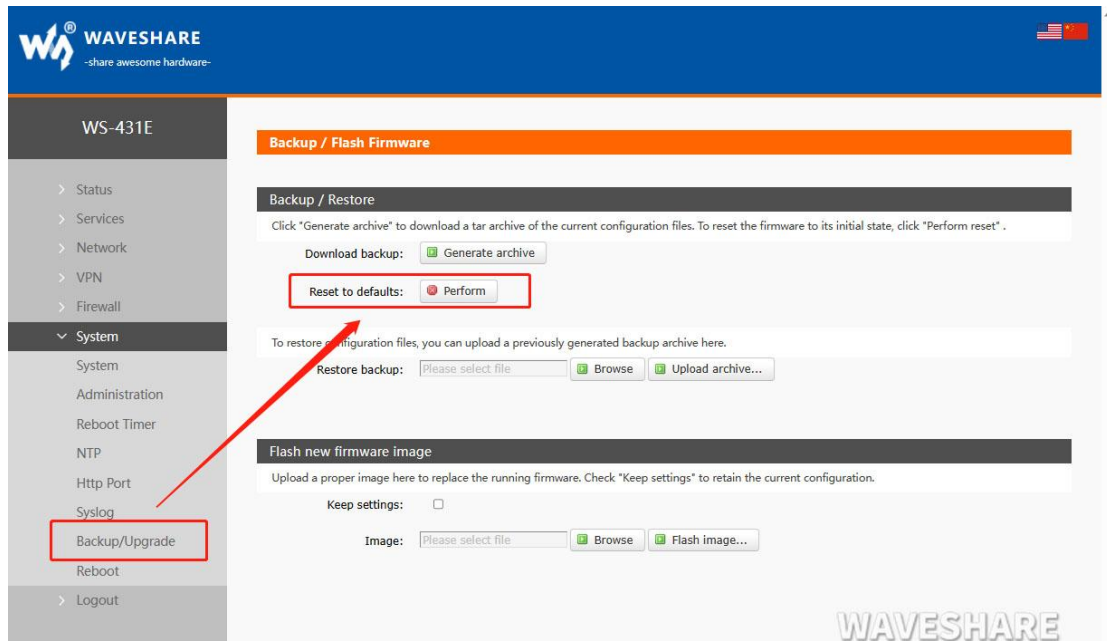 WAVESHARE
-share awesome hardware-
WS-431E
Status
Services
Network
VPN
Firewall
System
System
Administration
Reboot Timer
NTP
Http Port
Syslog
Backup/Upgrade
Reboot
Logout
Backup / Flash Firmware
Backup / Restore
Click "Generate archive" to download a tar archive of the current configuration files. To reset the firmware to its initial state, click "Perform reset" .
Download backup: Generate archive
Reset to defaults: Perform
To restore configuration files, you can upload a previously generated backup archive here.
Restore backup: Please select file Browse Upload archive...
Flash new firmware image
Upload a proper image here to replace the running firmware. Check "Keep settings" to retain the current configuration.
Keep settings:
Image: Please select file Browse Flash image...
WAVESHARE